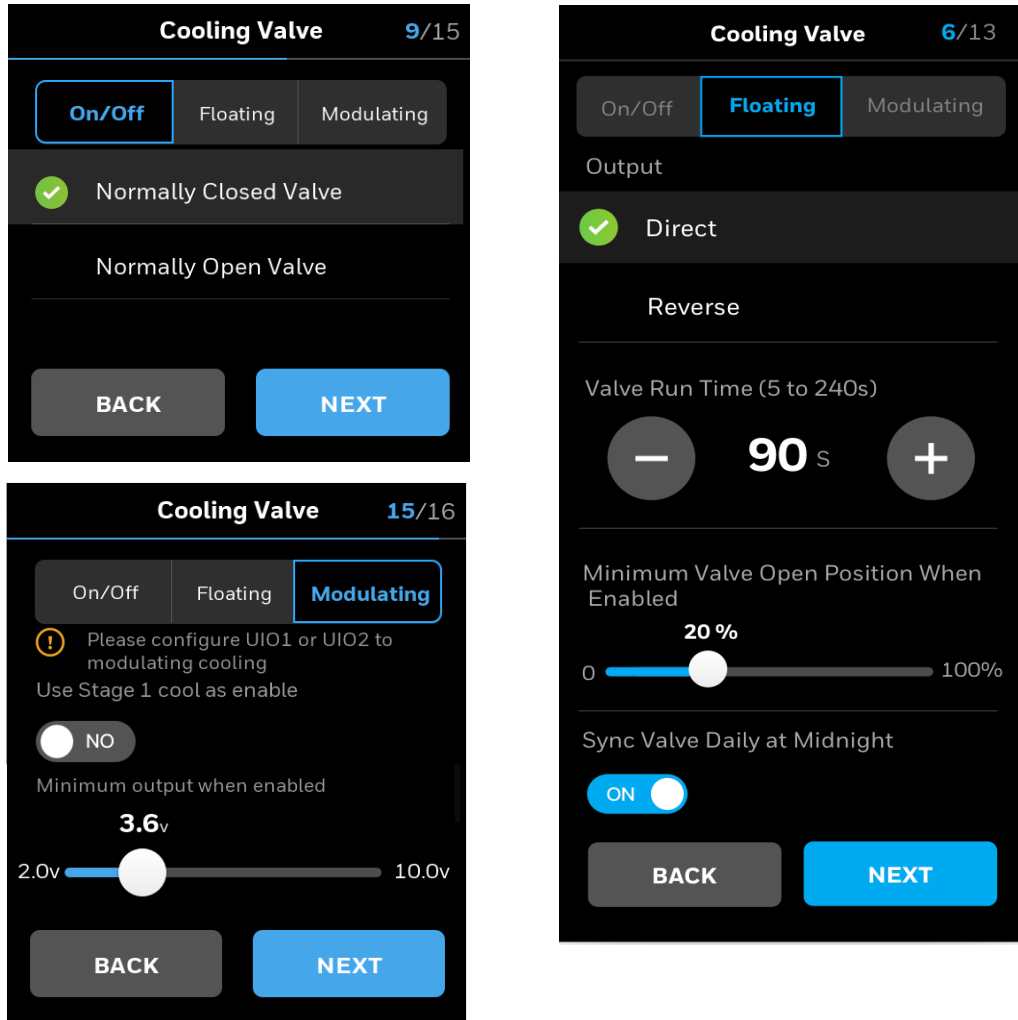 Cooling Valve 9/15
On/Off Floating Modulating
Normally Closed Valve
Normally Open Valve
BACK NEXT
Cooling Valve 15/16
On/Off Floating Modulating
Please configure UIO1 or UIO2 to
modulating cooling
Use Stage 1 cool as enable
NO
Minimum output when enabled
3.6v
2.0v 10.0v
BACK NEXT
Cooling Valve 6/13
On/Off Floating Modulating
Output
Direct
Reverse
Valve Run Time (5 to 240s)
90 S
Minimum Valve Open Position When
Enabled
20 %
0 100%
Sync Valve Daily at Midnight
ON
BACK NEXT